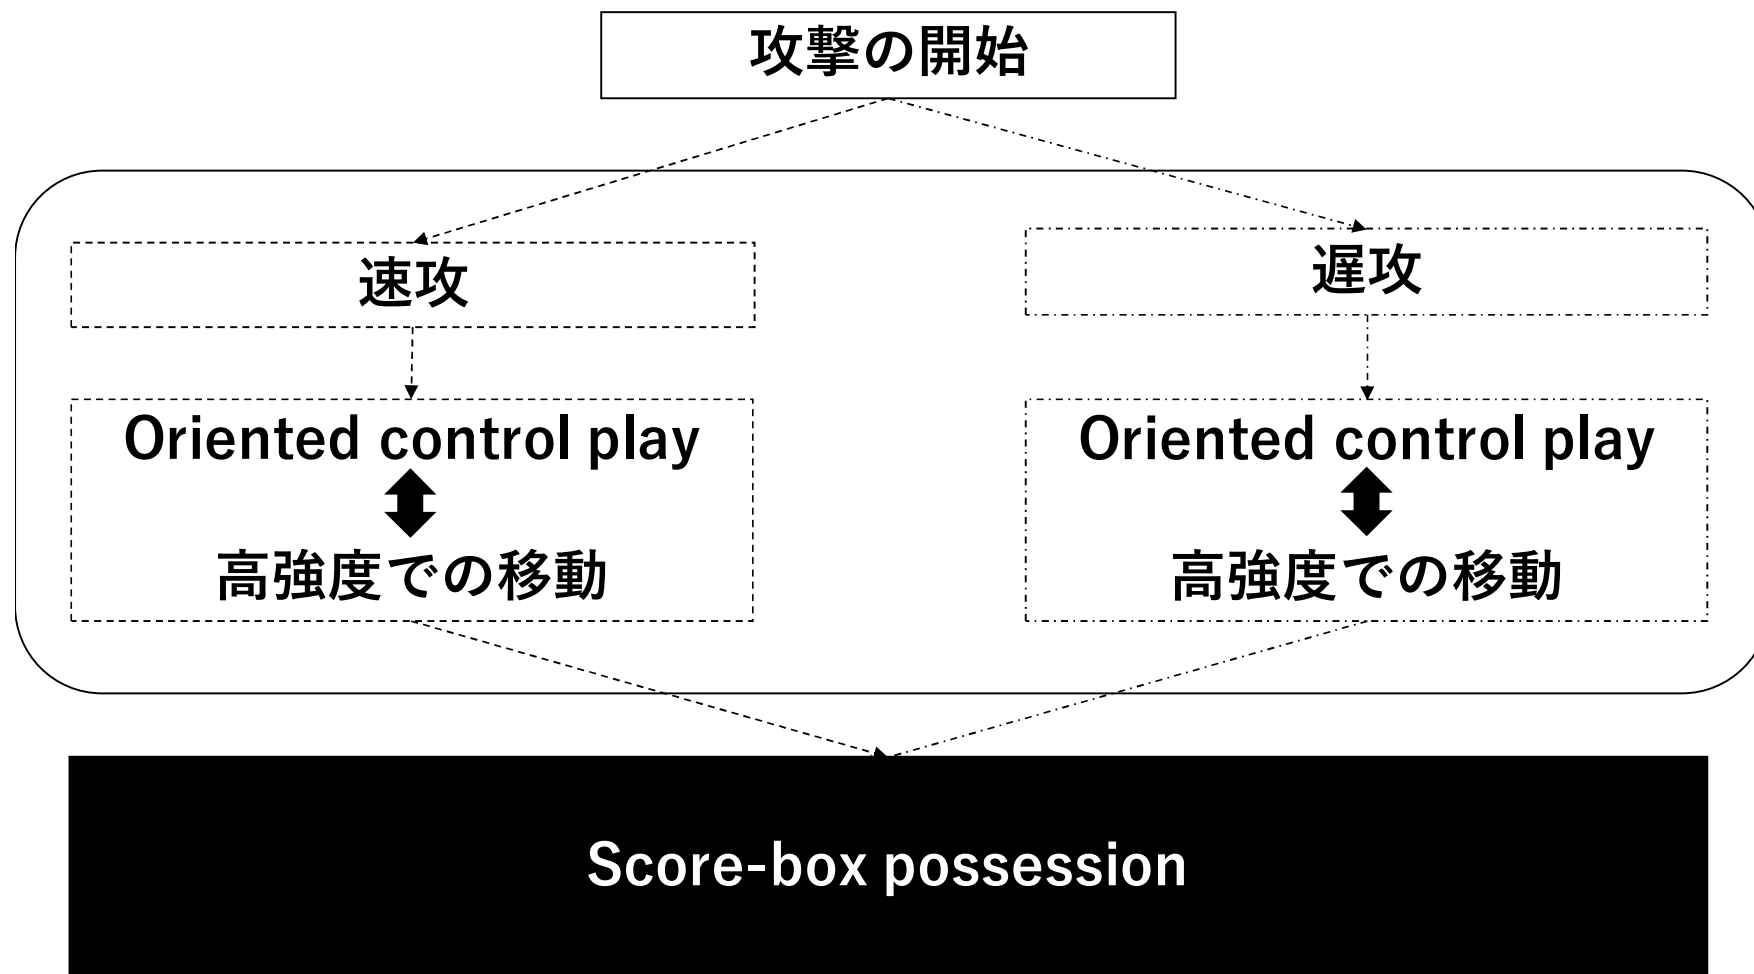 攻撃の開始
速攻
遅攻
Oriented control play
高強度での移動
Oriented control play
高強度での移動
Score-box possession